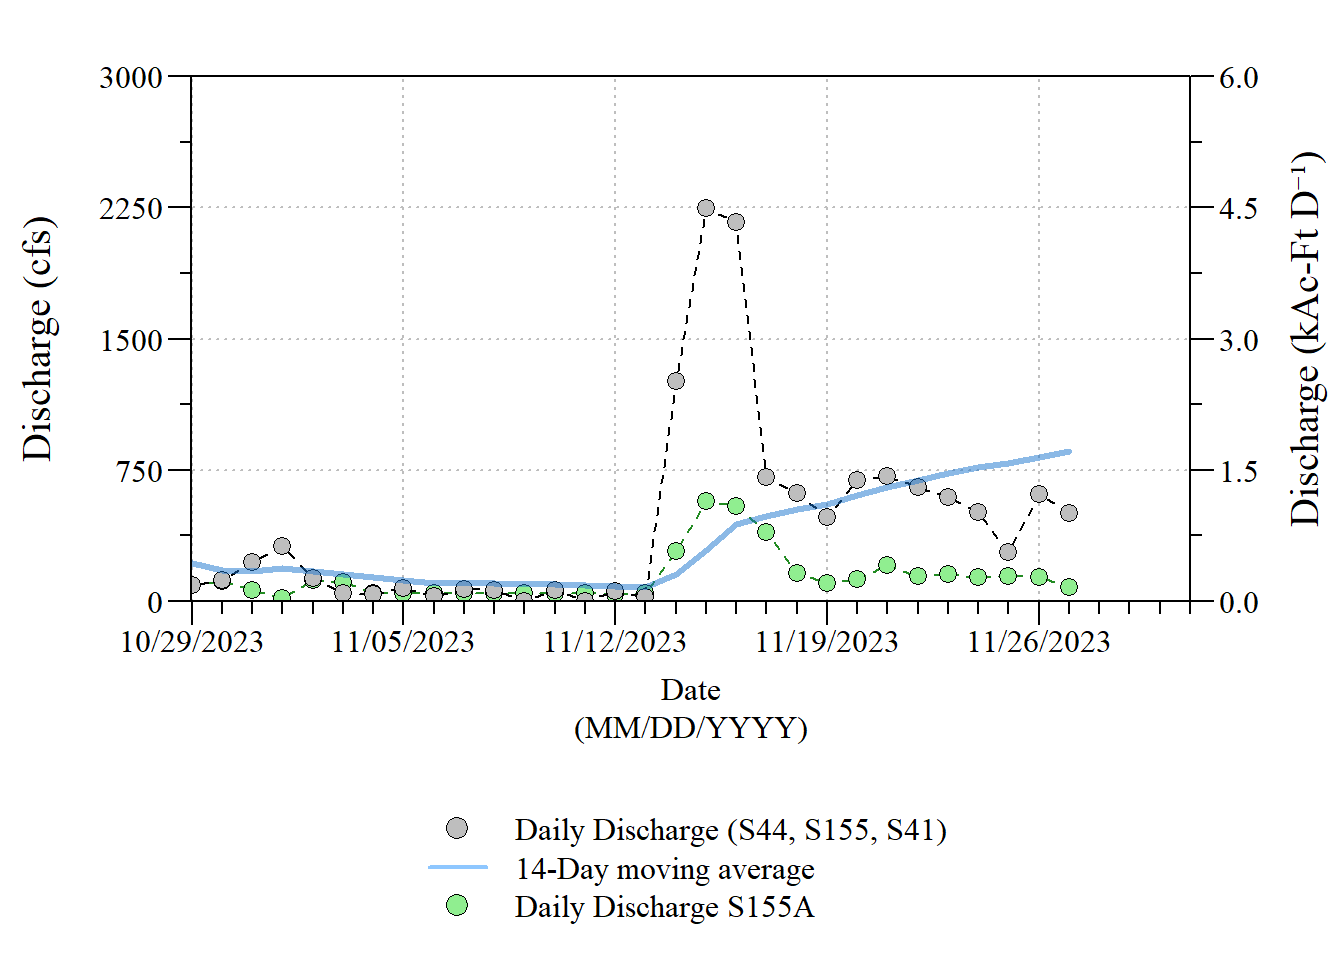 3000
2250
1500
750
0
Discharge (cfs)
6.0
4.5
3.0
1.5
0.0
Discharge (kAc-Ft D⁻¹)
10/29/2023 11/05/2023 11/12/2023 11/19/2023 11/26/2023
Date
(MM/DD/YYYY)
Daily Discharge (S44, S155, S41)
14-Day moving average
Daily Discharge S155A